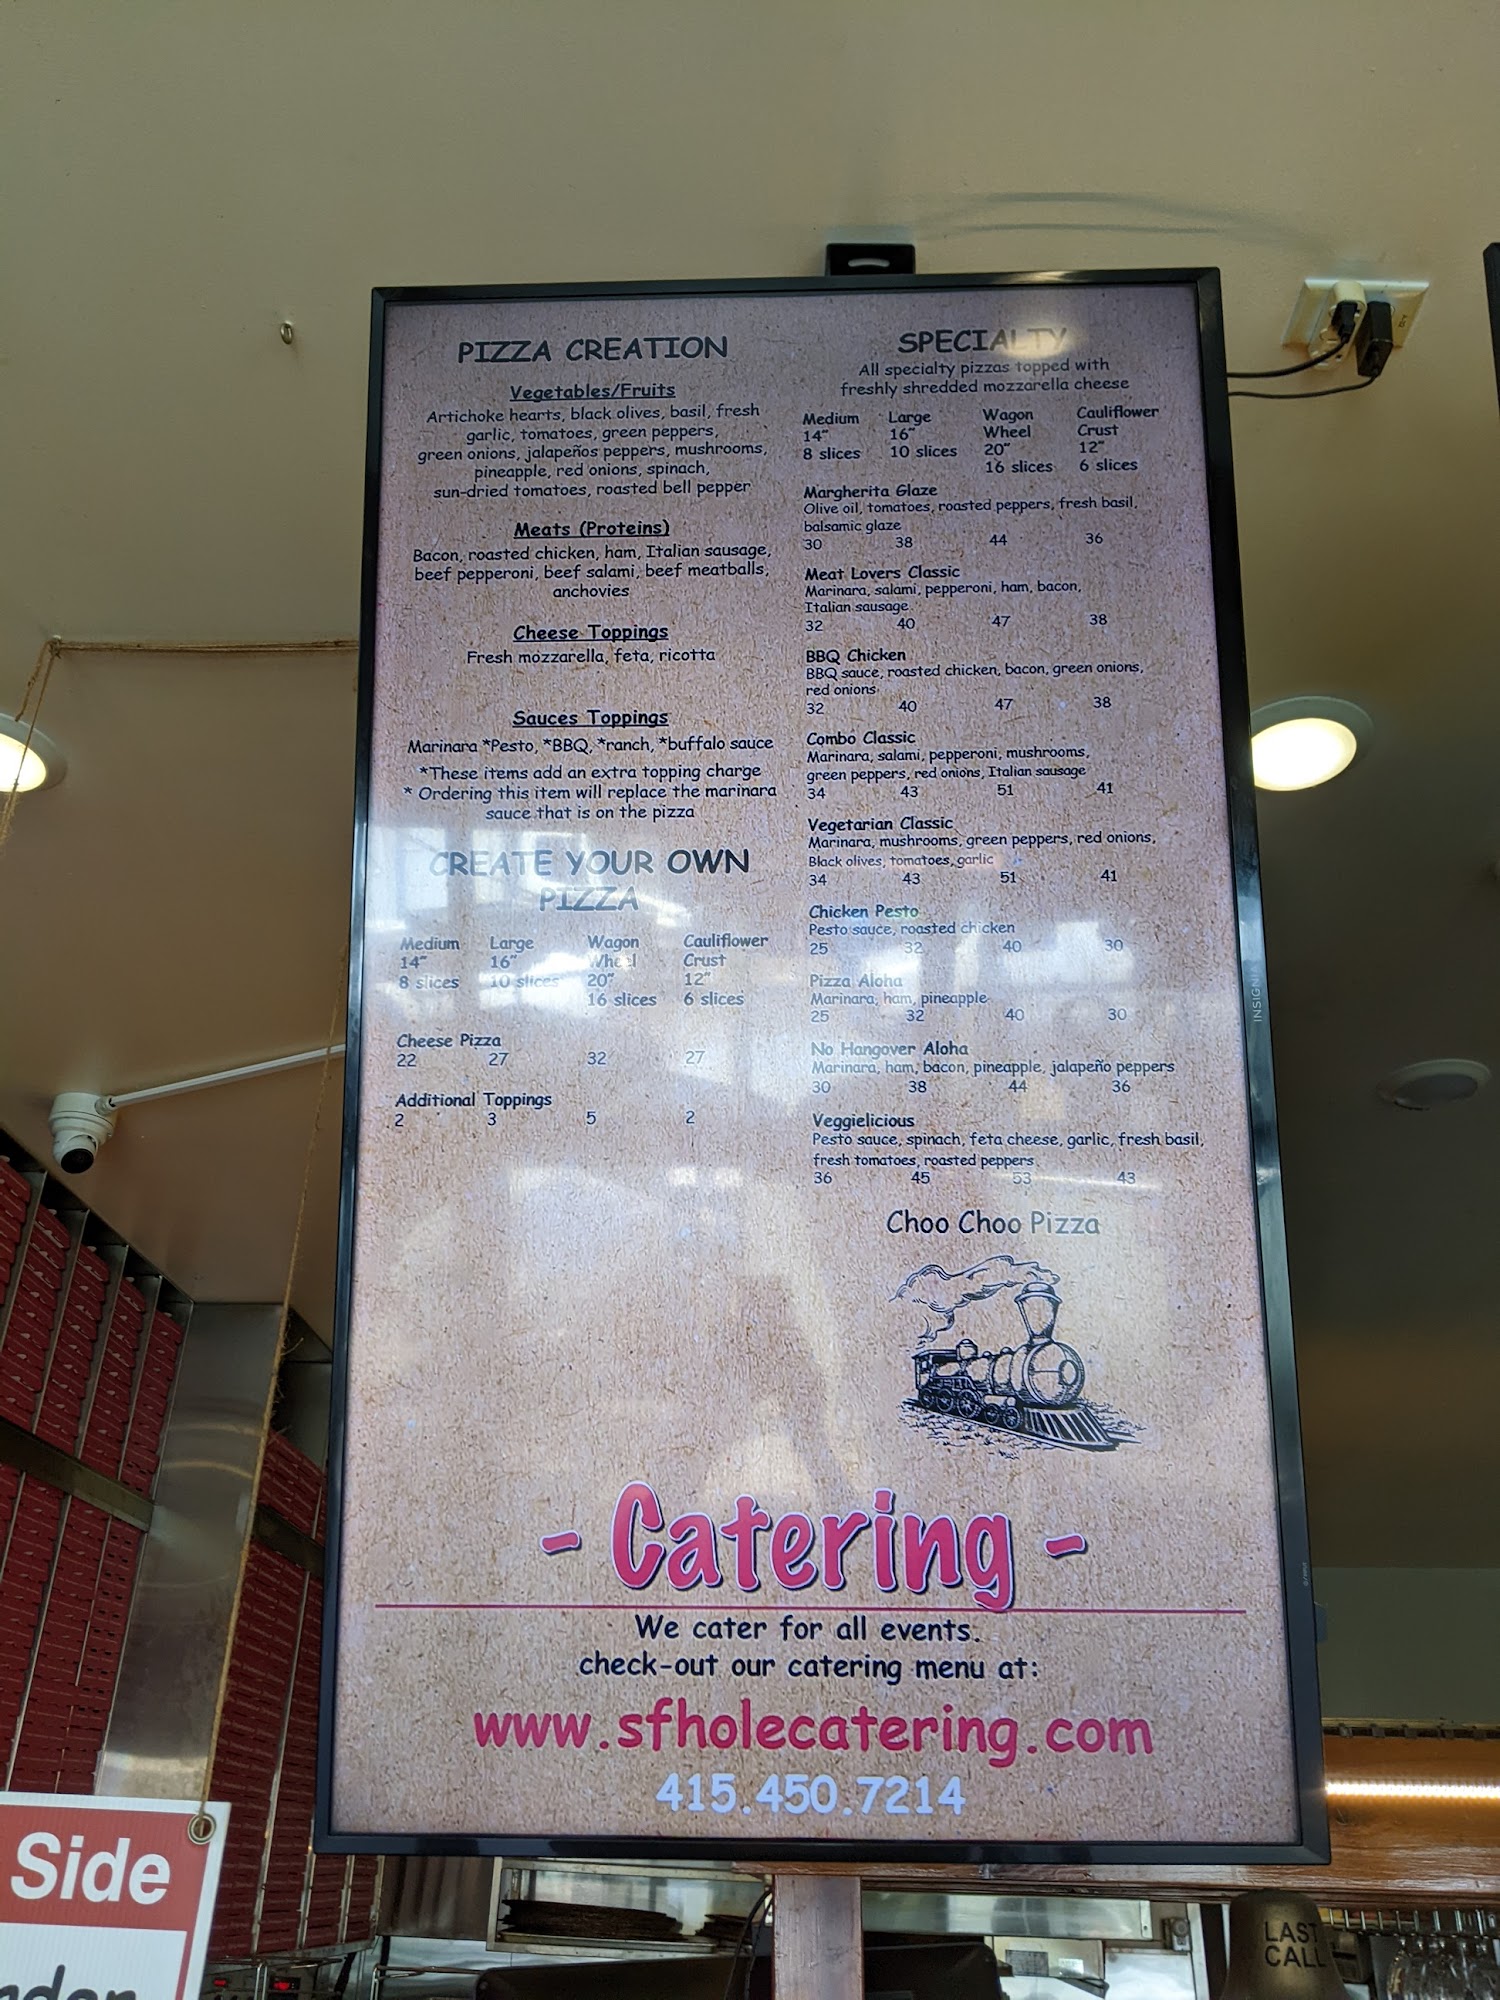 PIZZA CREATION
Vegetables/Fruits
Artichoke hearts, black olives, basil, fresh
garlic, tomatoes, green peppers,
green onions, jalapeños peppers, mushrooms,
pineapple, red onions, spinach,
sun-dried tomatoes, roasted bell pepper
Meats (Proteins)
Bacon, roasted chicken, ham, Italian sausage,
beef pepperoni, beef salami, beef meatballs,
anchovies
Cheese Toppings
Fresh mozzarella, feta, ricotta
Sauces Toppings
Marinara *Pesto, *BBQ, *ranch, *buffalo sauce
*These items add an extra topping charge
* Ordering this item will replace the marinara
sauce that is on the pizza
CREATE YOUR OWN
PIZZA
Medium Large Wagon Cauliflower
14" 16" Wheel Crust
8 slices 10 slices 20" 12"
16 slices 6 slices
Cheese Pizza
22 27 32 27
Additional Toppings
2 3 5 2
SPECIALTY
All specialty pizzas topped with
freshly shredded mozzarella cheese
Medium Large Wagon Cauliflower
14" 16" Wheel Crust
8 slices 10 slices 20" 12"
16 slices 6 slices
Margherita Glaze
Olive oil, tomatoes, roasted peppers, fresh basil,
balsamic glaze
30 38 44 36
Meat Lovers Classic
Marinara, salami, pepperoni, ham, bacon,
Italian sausage
32 40 47 38
BBQ Chicken
BBQ sauce, roasted chicken, bacon, green onions,
red onions
32 40 47 38
Combo Classic
Marinara, salami, pepperoni, mushrooms,
green peppers, red onions, Italian sausage
34 43 51 41
Vegetarian Classic
Marinara, mushrooms, green peppers, red onions,
Black olives, tomatoes, garlic
34 43 51 41
Chicken Pesto
Pesto sauce, roasted chicken
25 32 40 30
Pizza Aloha
Marinara, ham, pineapple
25 32 40 30
No Hangover Aloha
Marinara, ham, bacon, pineapple, jalapeño peppers
30 38 44 36
Veggielicious
Pesto sauce, spinach, feta cheese, garlic, fresh basil,
fresh tomatoes, roasted peppers
36 45 53 43
Choo Choo Pizza
- Catering -
We cater for all events.
check-out our catering menu at:
www.sfholecatering.com
415.450.7214
INSIGNIA
Side
LAST
CALL